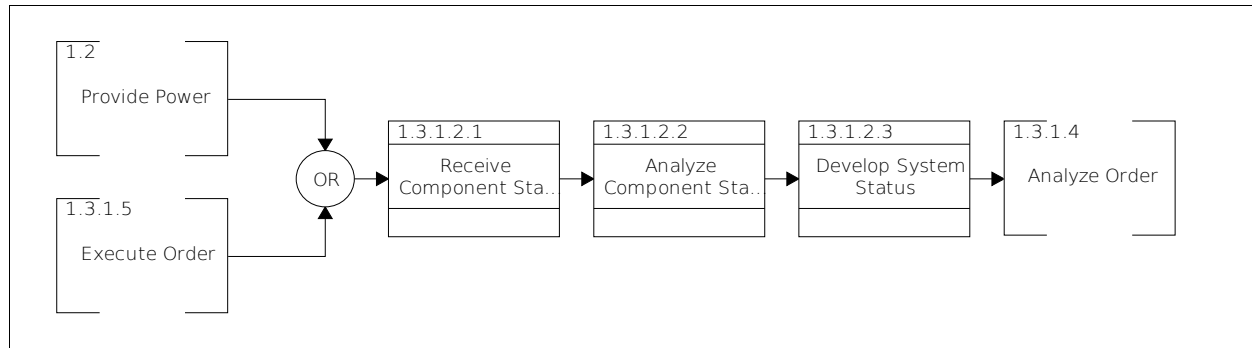 1.2
Provide Power
1.3.1.5
Execute Order
OR
1.3.1.2.1
Receive
Component Sta...
1.3.1.2.2
Analyze
Component Sta...
1.3.1.2.3
Develop System
Status
1.3.1.4
Analyze Order